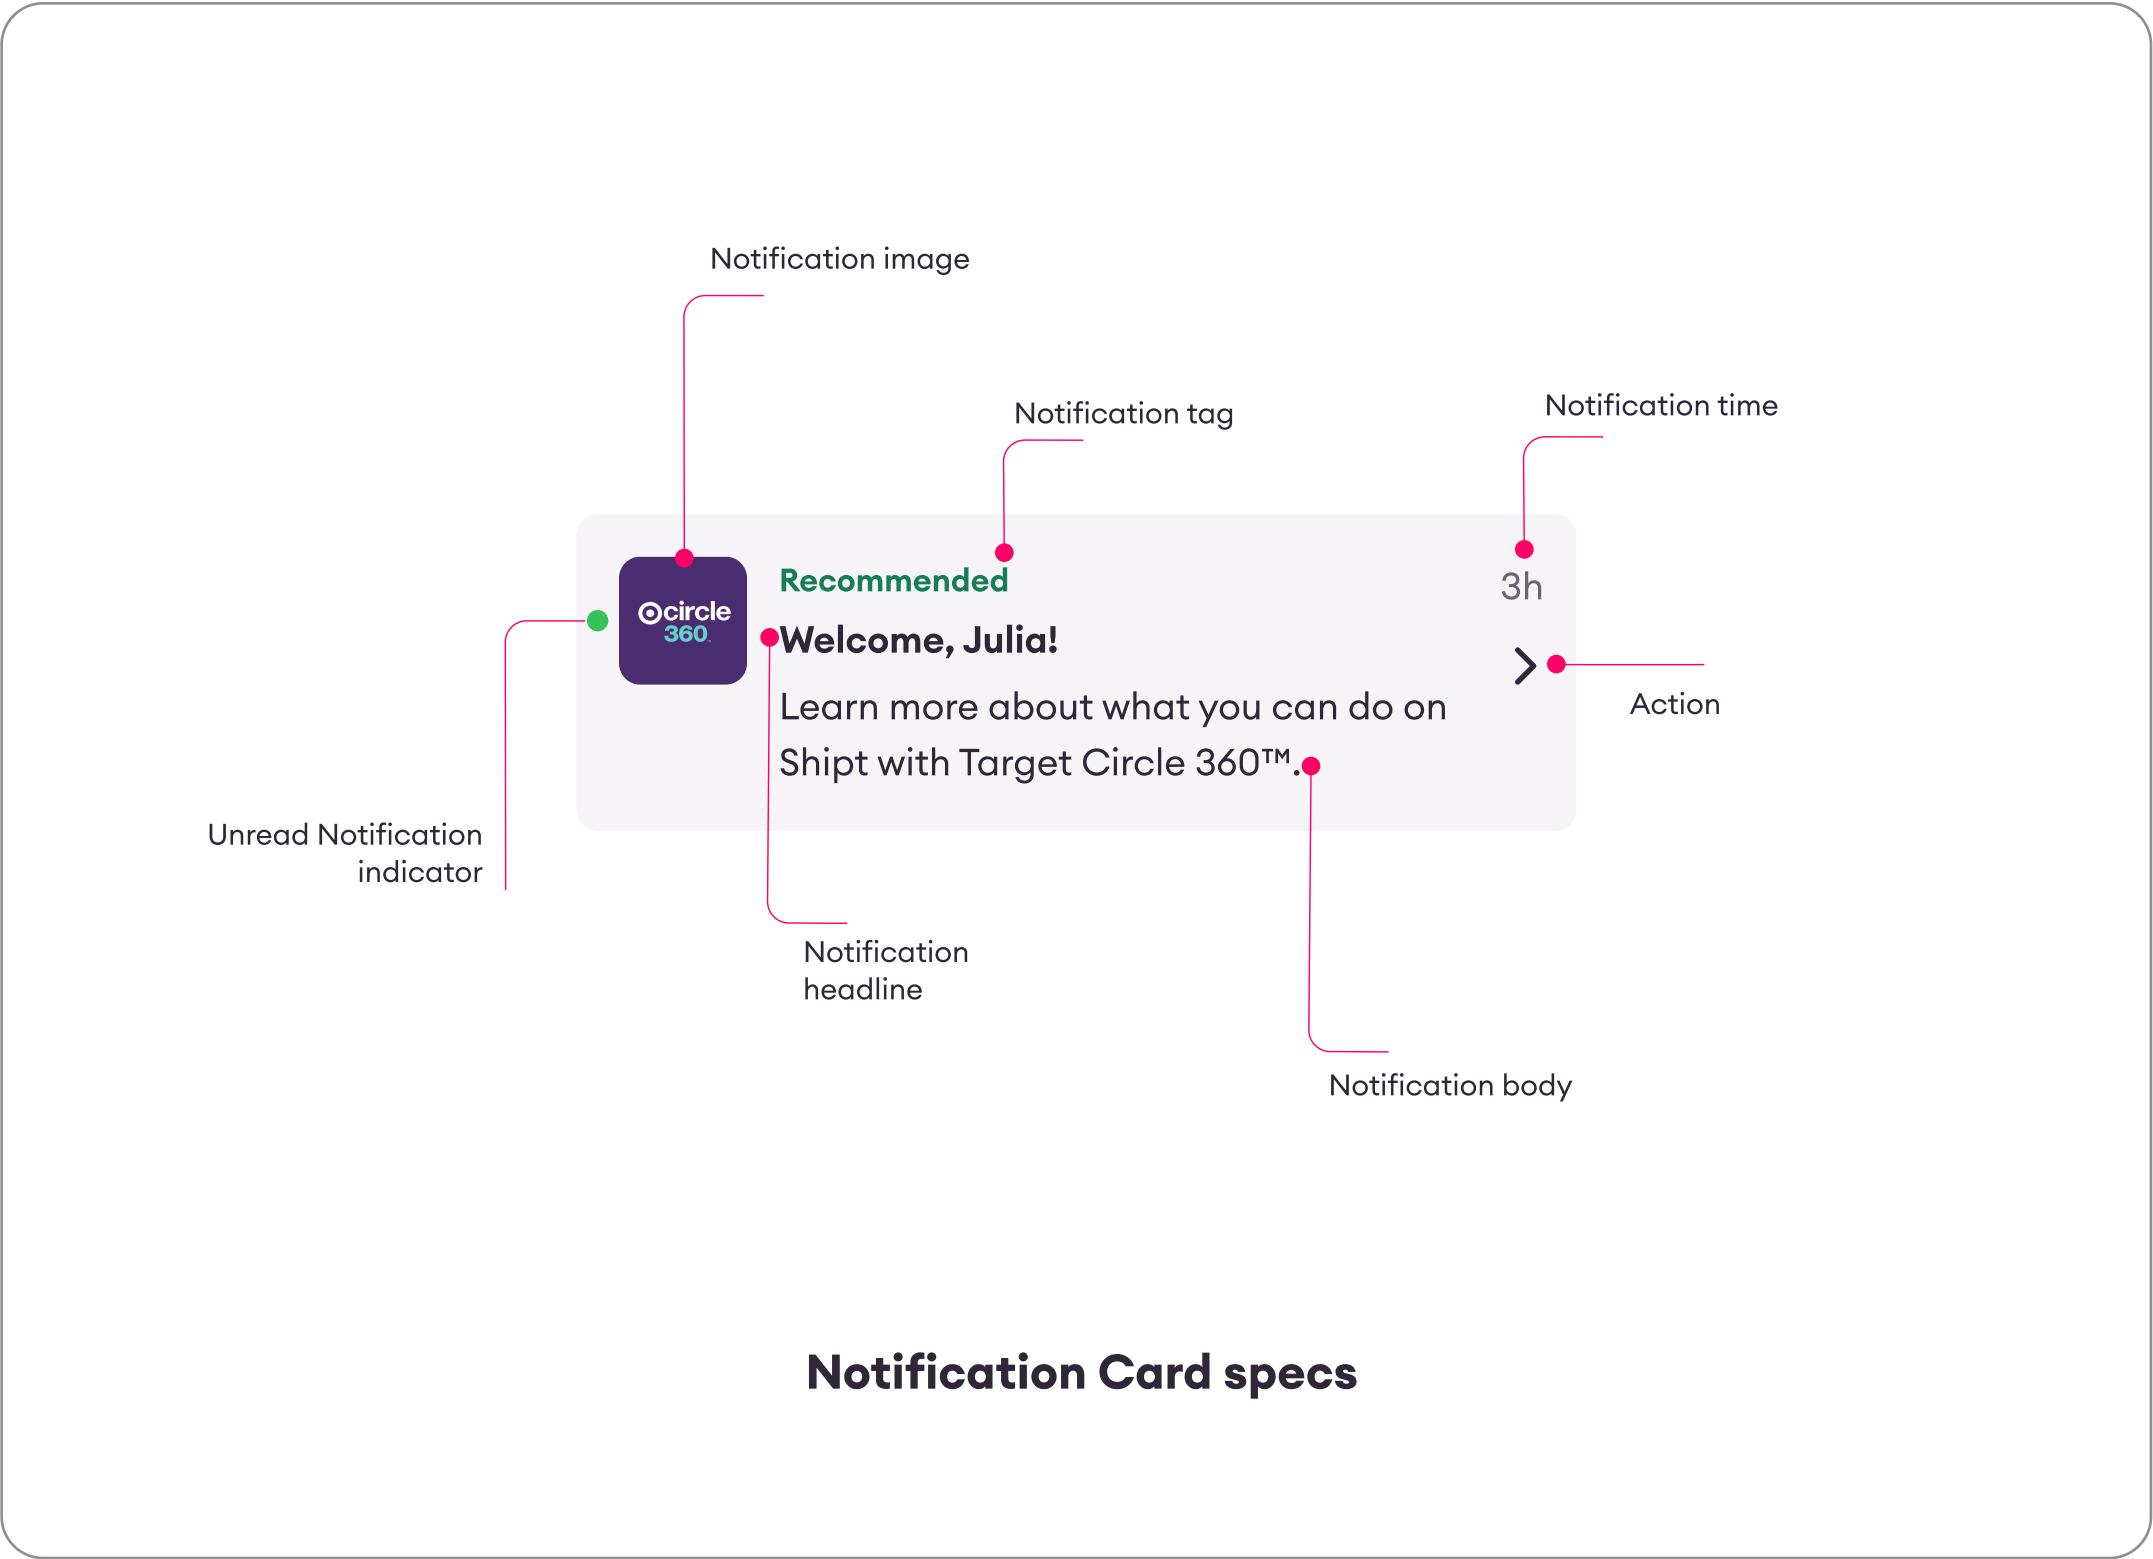 Notification image
Notification tag
Notification time
circle
360
Recommended
3h
Welcome, Julia!
Learn more about what you can do on
Shipt with Target Circle 360™.
Action
Unread Notification
indicator
Notification
headline
Notification body
Notification Card specs